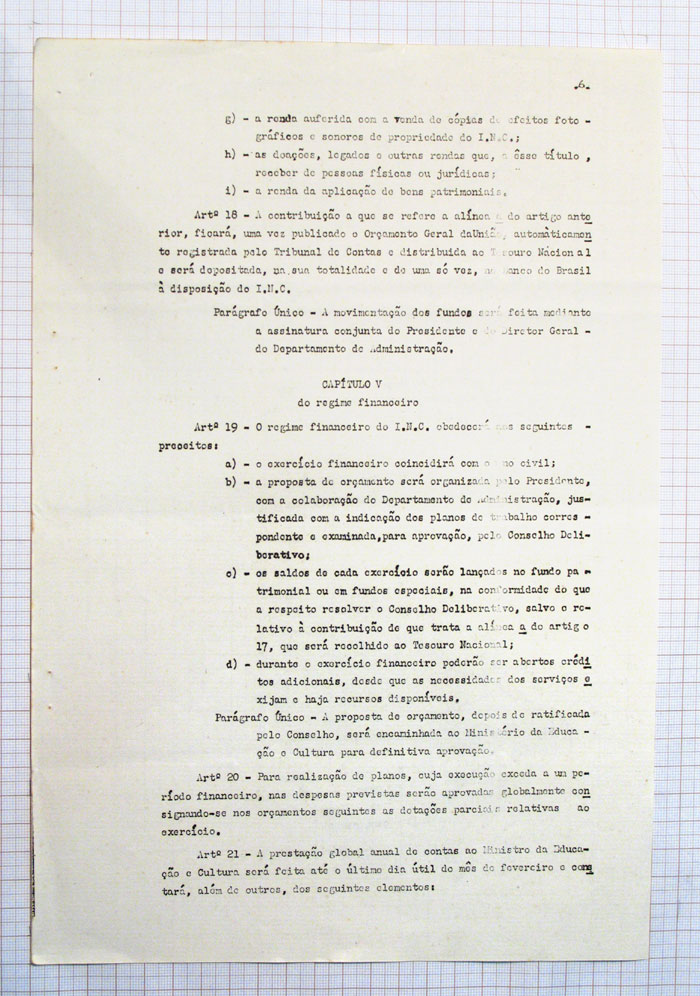 .6.
g) - a renda auferida com a venda de cópias de efeitos foto -
gráficos e sonoros de propriedade do I.N.C.;
h) - as doações, legados e outras rendas que, a êsse título ,
receber de pessoas físicas ou jurídicas;
i) - a renda da aplicação de bens patrimoniais.
Artº 18 - A contribuição a que se refere a alínea a do artigo ante
rior, ficará, uma vez publicado o Orçamento Geral daUnião, automàticamen
te registrada pelo Tribunal de Contas e distribuida ao Tesouro Nacional
e será depositada, na sua totalidade e de uma só vez, no Banco do Brasil
à disposição do I.N.C.
Parágrafo Único - A movimentação dos fundos será feita mediante
a assinatura conjunta do Presidente e do Diretor Geral -
do Departamento de Administração.
CAPÍTULO V
do regime financeiro
Artº 19 - O regime financeiro do I.N.C. obedecerá aos seguintes -
preceitos:
a) - o exercício financeiro coincidirá com o ano civil;
b) - a proposta de orçamento será organizada pelo Presidente,
com a colaboração do Departamento de Administração, jus-
tificada com a indicação dos planos de trabalho corres -
pondente e examinada,para aprovação, pelo Conselho Deli-
berativo;
c) - os saldos de cada exercício serão lançados no fundo pa -
trimonial ou em fundos especiais, na conformidade do que
a respeito resolver o Conselho Deliberativo, salvo o re-
lativo à contribuição de que trata a alínea a do artigo
17, que será recolhido ao Tesouro Nacional;
d) - durante o exercício financeiro poderão ser abertos crédi
tos adicionais, desde que as necessidades dos serviços e
xijam e haja recursos disponíveis.
Parágrafo Único - A proposta de orçamento, depois de ratificada
pelo Conselho, será encaminhada ao Ministério da Educa -
ção e Cultura para definitiva aprovação.
Artº 20 - Para realização de planos, cuja execução exceda a um pe-
ríodo financeiro, nas despesas previstas serão aprovadas globalmente con
signando-se nos orçamentos seguintes as dotações parciais relativas ao
exercício.
Artº 21 - A prestação global anual de contas ao Ministro da Educa-
ção e Cultura será feita até o último dia útil de mês de fevereiro e cons
tará, além de outros, dos seguintes elementos: